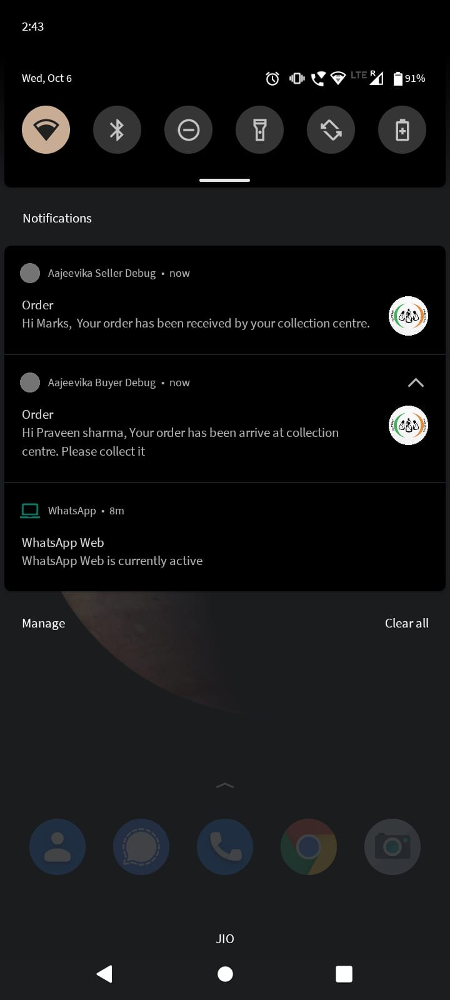 2:43
Wed, Oct 6
LTE R 91%
Notifications
Aajeevika Seller Debug • now
Order
Hi Marks,  Your order has been received by your collection centre.
Aajeevika Buyer Debug • now
Order
Hi Praveen sharma, Your order has been arrive at collection
centre. Please collect it
WhatsApp • 8m
WhatsApp Web
WhatsApp Web is currently active
Manage
Clear all
JIO